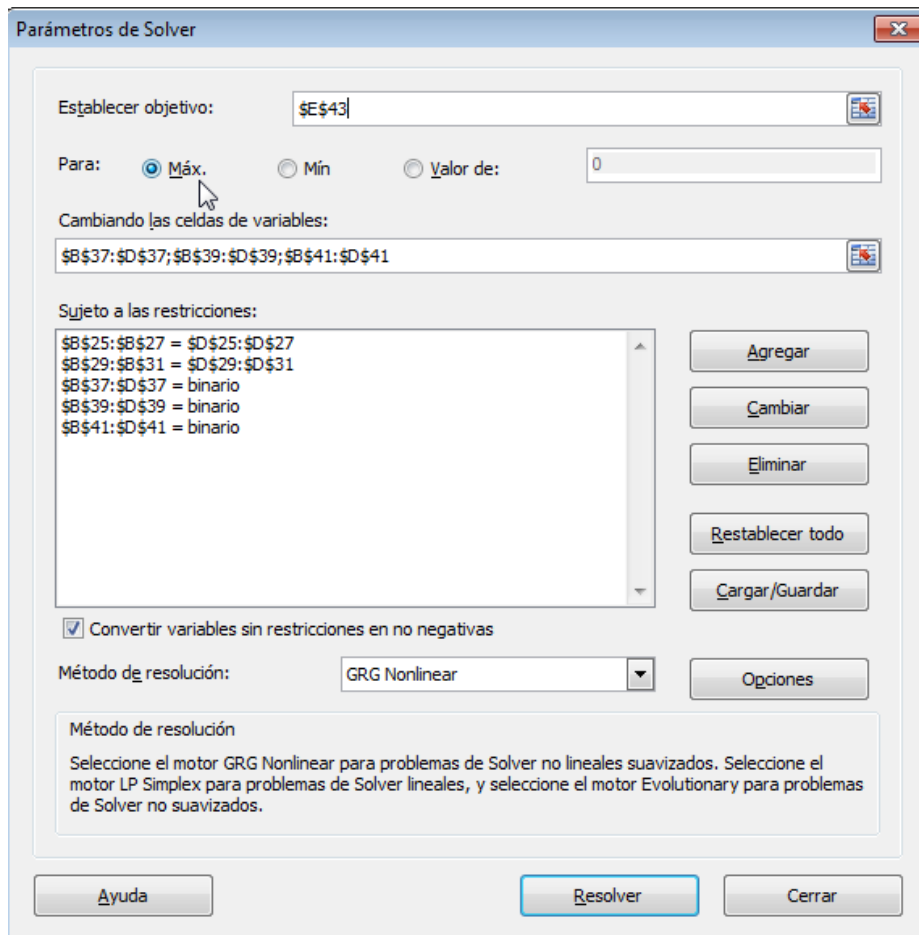 Parámetros de Solver
Establecer objetivo: $E$43
Para: Máx. Mín Valor de: 0
Cambiando las celdas de variables:
$B$37:$D$37;$B$39:$D$39;$B$41:$D$41
Sujeto a las restricciones:
$B$25:$B$27 = $D$25:$D$27
$B$29:$B$31 = $D$29:$D$31
$B$37:$D$37 = binario
$B$39:$D$39 = binario
$B$41:$D$41 = binario
Agregar
Cambiar
Eliminar
Restablecer todo
Cargar/Guardar
Convertir variables sin restricciones en no negativas
Método de resolución: GRG Nonlinear
Opciones
Método de resolución
Seleccione el motor GRG Nonlinear para problemas de Solver no lineales suavizados. Seleccione el
motor LP Simplex para problemas de Solver lineales, y seleccione el motor Evolutionary para problemas
de Solver no suavizados.
Ayuda Resolver Cerrar